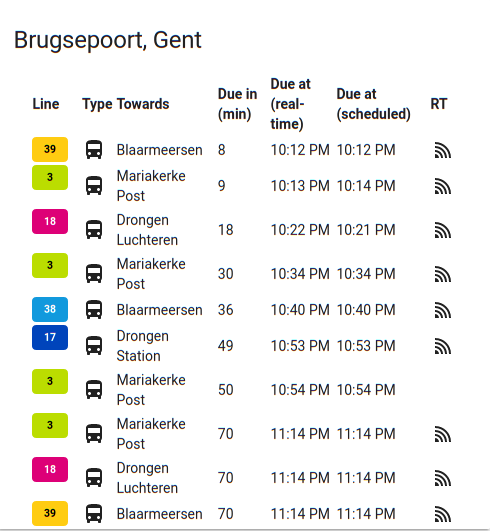 Brugsepoort, Gent
Line Type Towards Due in (min) Due at (real-time) Due at (scheduled) RT
39 Blaarmeersen 8 10:12 PM 10:12 PM
3 Mariakerke Post 9 10:13 PM 10:14 PM
18 Drongen Luchteren 18 10:22 PM 10:21 PM
3 Mariakerke Post 30 10:34 PM 10:34 PM
38 Blaarmeersen 36 10:40 PM 10:40 PM
17 Drongen Station 49 10:53 PM 10:53 PM
3 Mariakerke Post 50 10:54 PM 10:54 PM
3 Mariakerke Post 70 11:14 PM 11:14 PM
18 Drongen Luchteren 70 11:14 PM 11:14 PM
39 Blaarmeersen 70 11:14 PM 11:14 PM